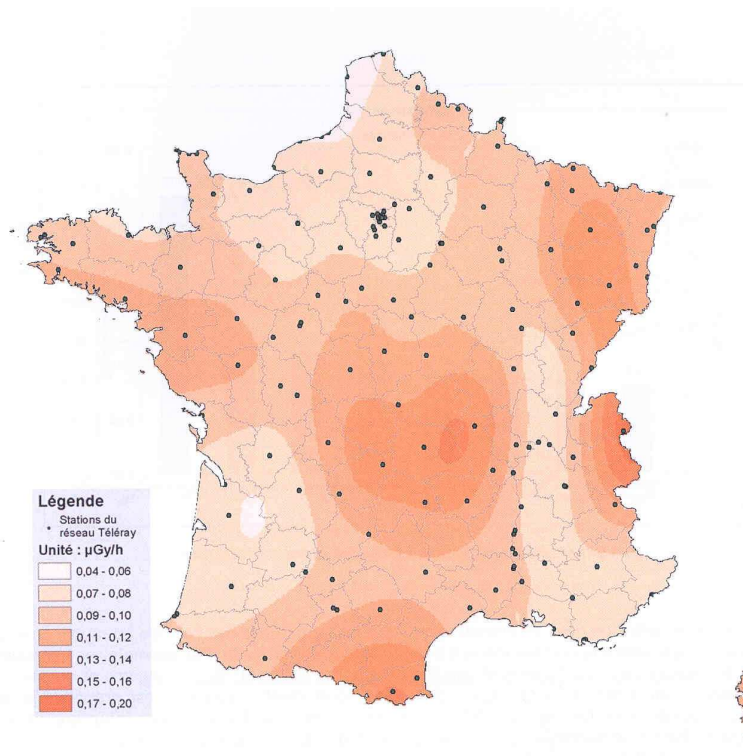 Légende
Stations du
réseau Téléray
Unité : µGy/h
0,04 - 0,06
0,07 - 0,08
0,09 - 0,10
0,11 - 0,12
0,13 - 0,14
0,15 - 0,16
0,17 - 0,20